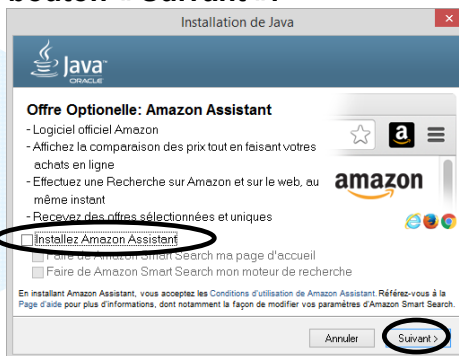 bouton « Suivant ».
Installation de Java
Java
ORACLE
Offre Optionelle: Amazon Assistant
- Logiciel officiel Amazon
- Affichez la comparaison des prix tout en faisant votres
achats en ligne
- Effectuez une Recherche sur Amazon et sur le web, au
même instant
- Recevez des offres sélectionnées et uniques
a
amazon
Installez Amazon Assistant
Faire de Amazon Smart Search ma page d'accueil
Faire de Amazon Smart Search mon moteur de recherche
En installant Amazon Assistant, vous acceptez les Conditions d'utilisation de Amazon Assistant. Référez-vous à la
Page d'aide pour plus d'informations, dont notamment la façon de modifier vos paramètres d'Amazon Smart Search.
Annuler
Suivant >